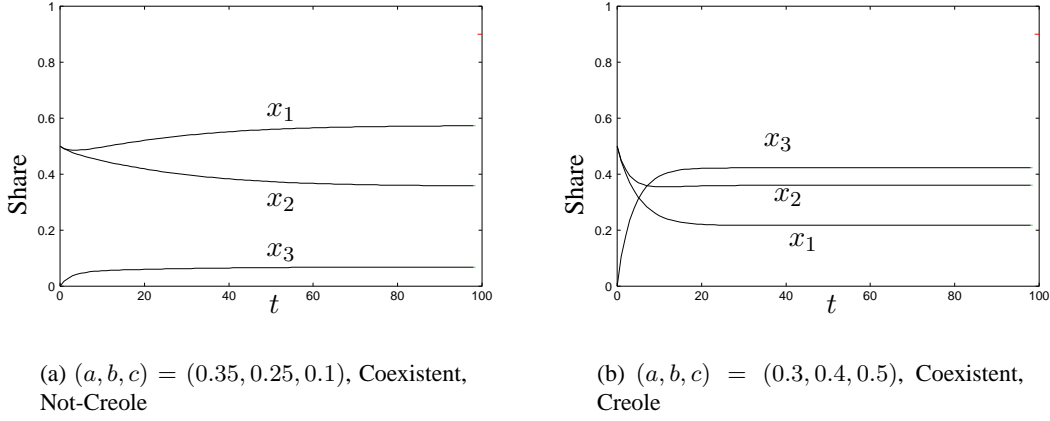 1
0.8
0.6
0.4
0.2
0
Share
x₁
x₂
x₃
0 20 40 60 80 100
t
(a) (a, b, c) = (0.35, 0.25, 0.1), Coexistent,
Not-Creole
1
0.8
0.6
0.4
0.2
0
Share
x₃
x₂
x₁
0 20 40 60 80 100
t
(b) (a, b, c) = (0.3, 0.4, 0.5), Coexistent,
Creole